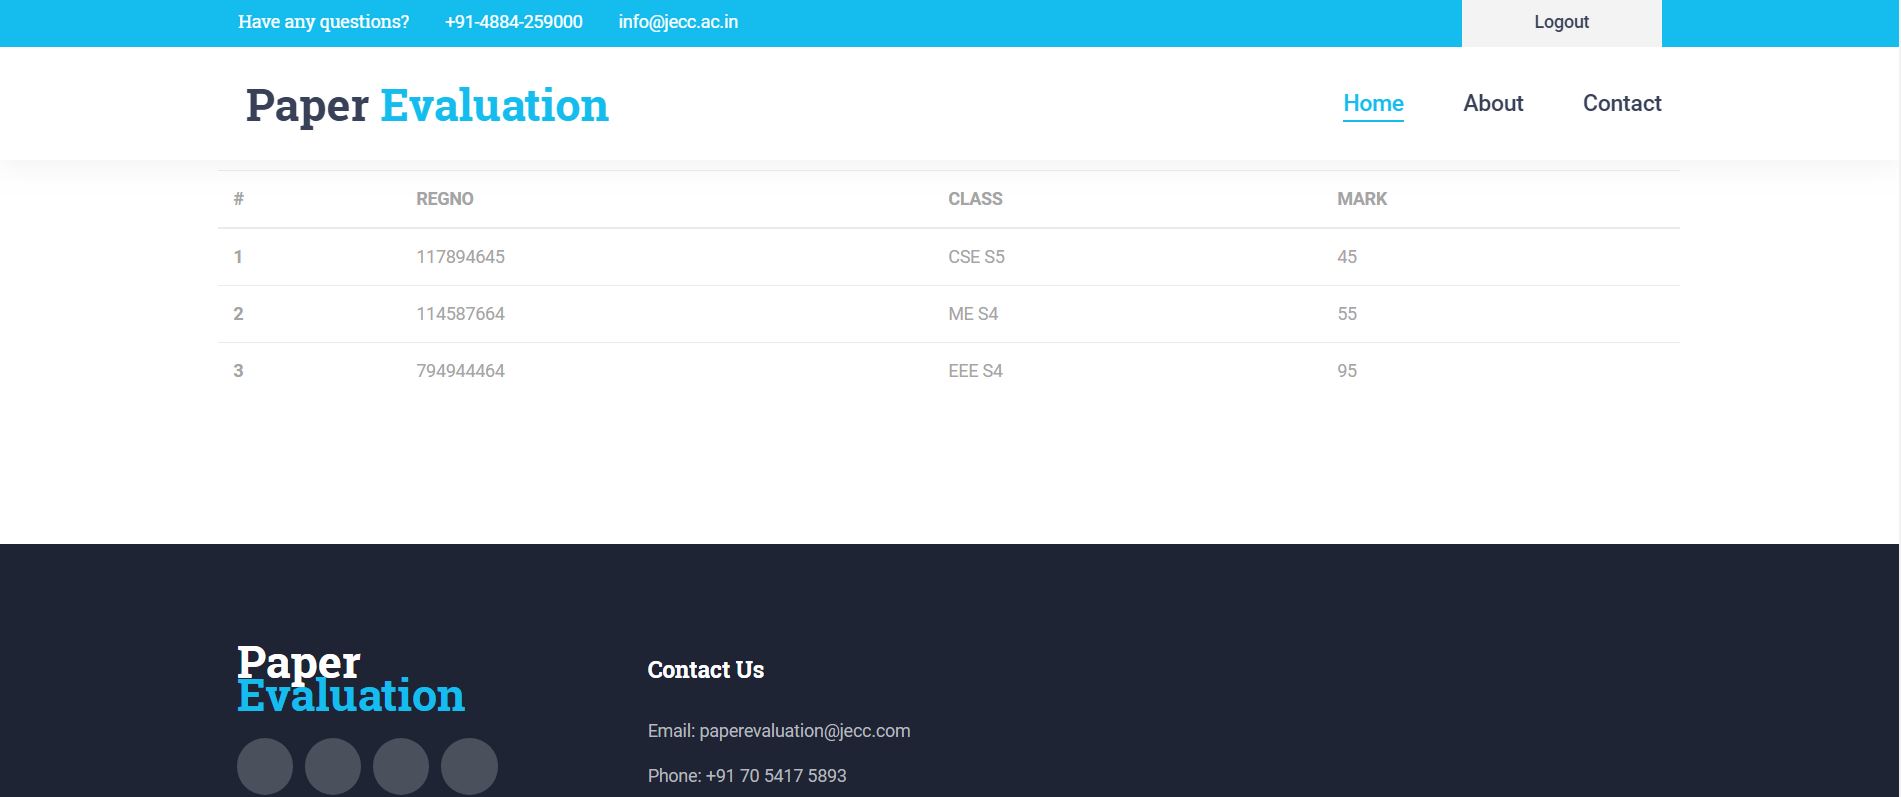 Have any questions? +91-4884-259000 info@jecc.ac.in Logout
Paper Evaluation Home About Contact
# REGNO CLASS MARK
1 117894645 CSE S5 45
2 114587664 ME S4 55
3 794944464 EEE S4 95
Paper
Evaluation
Contact Us
Email: paperevaluation@jecc.com
Phone: +91 70 5417 5893